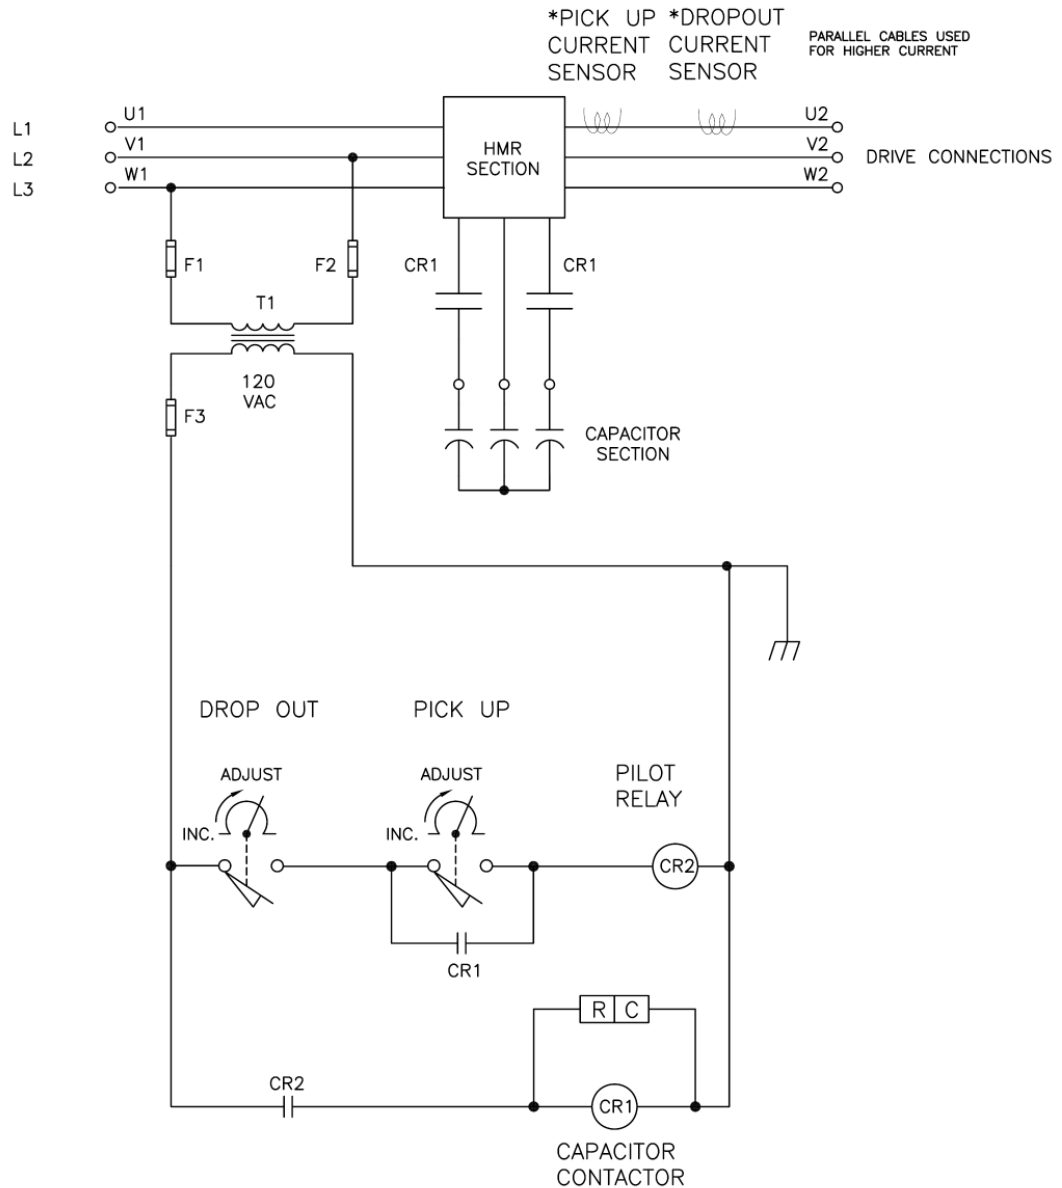 *PICK UP
CURRENT
SENSOR
*DROPOUT
CURRENT
SENSOR
PARALLEL CABLES USED
FOR HIGHER CURRENT
L1
U1
U2
L2
V1
V2
L3
W1
W2
HMR
SECTION
DRIVE CONNECTIONS
F1
F2
CR1
CR1
T1
120
VAC
F3
CAPACITOR
SECTION
DROP OUT
PICK UP
ADJUST
ADJUST
PILOT
RELAY
INC.
INC.
CR2
CR1
R C
CR2
CR1
CAPACITOR
CONTACTOR